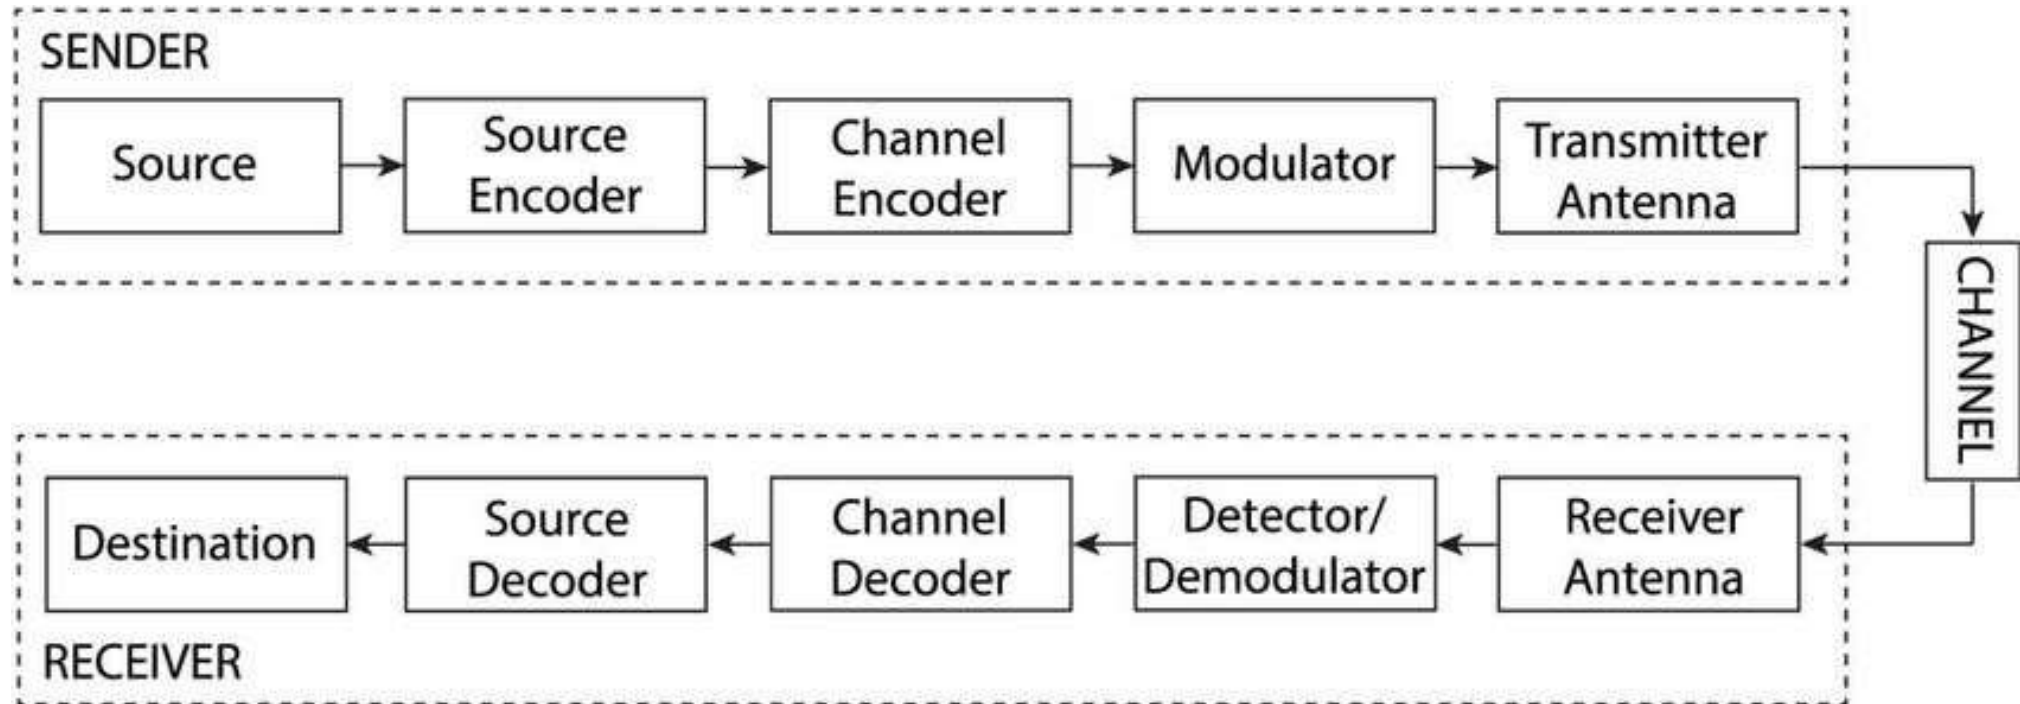 SENDER
Source
Source
Encoder
Channel
Encoder
Modulator
Transmitter
Antenna
CHANNEL
Receiver
Antenna
Detector/
Demodulator
Channel
Decoder
Source
Decoder
Destination
RECEIVER